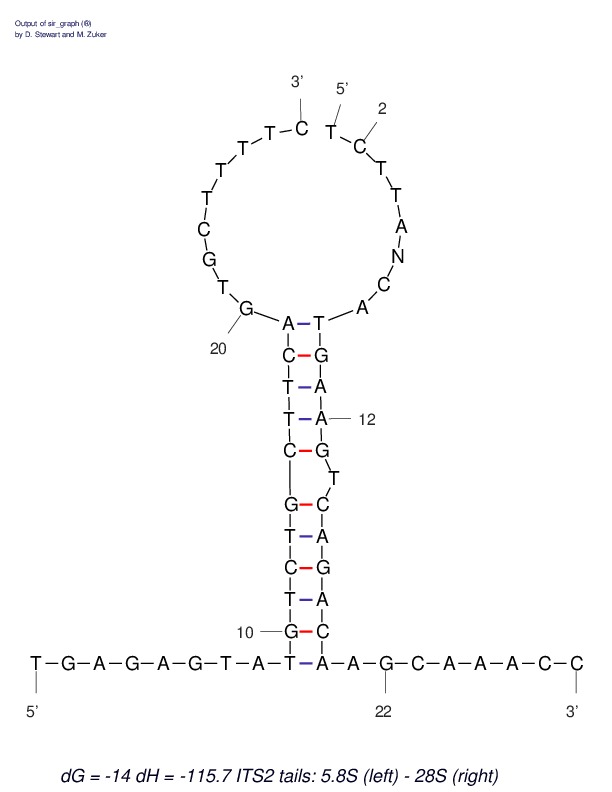 Output of sir_graph (®)
by D. Stewart and M. Zuker
3' 5'
2
T C T
T C
T T
T T
C A
G N
T C
G A
A T
20
C G
T A
T A 12
C G
T
G C
T A
C G
T A
10 G C
T G A G A G T A T A A G C A A A C C
5' 22 3'
dG = -14 dH = -115.7 ITS2 tails: 5.8S (left) - 28S (right)